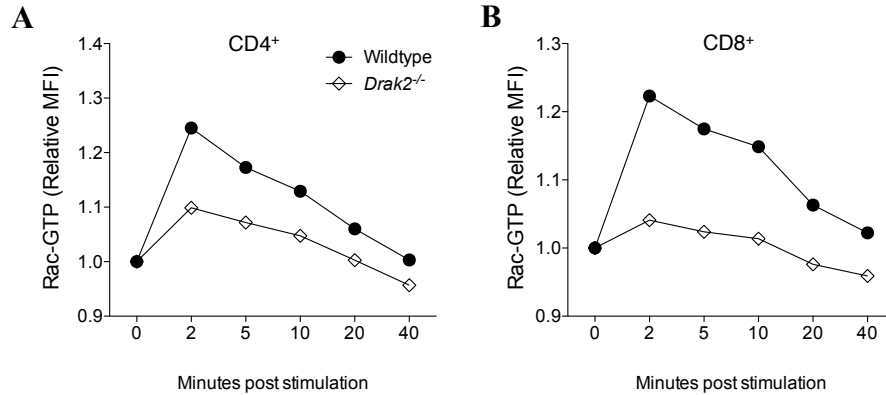 A
CD4+
Wildtype
Drak2-/-
Rac-GTP (Relative MFI)
1.4
1.3
1.2
1.1
1.0
0.9
0 2 5 10 20 40
Minutes post stimulation
B
CD8+
Rac-GTP (Relative MFI)
1.3
1.2
1.1
1.0
0.9
0 2 5 10 20 40
Minutes post stimulation